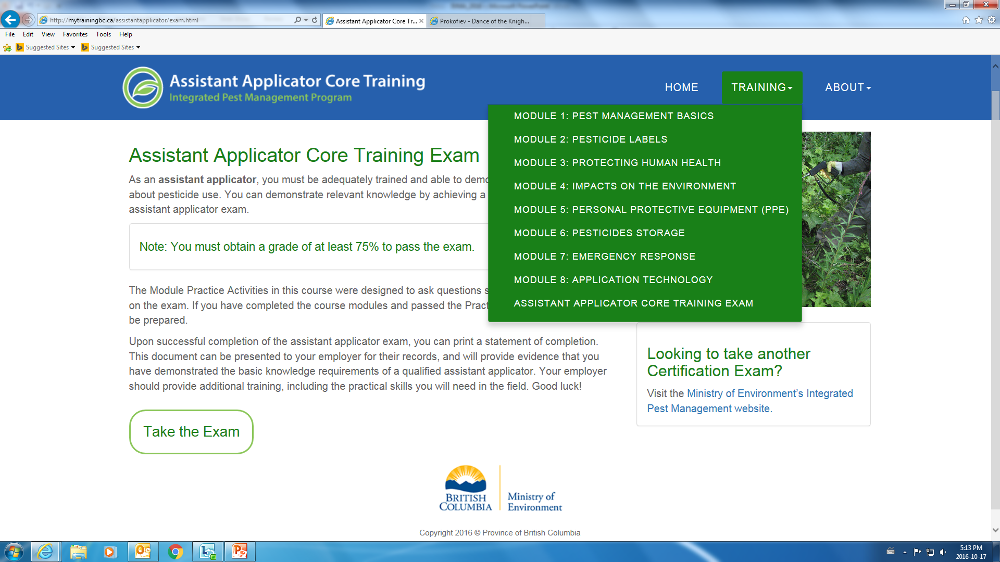 http://mytrainingbc.ca/assistantapplicator/exam.html
Assistant Applicator Core Tr...
Prokofiev - Dance of the Knigh...
File Edit View Favorites Tools Help
Suggested Sites Suggested Sites
Assistant Applicator Core Training
Integrated Pest Management Program
HOME TRAINING ABOUT
MODULE 1: PEST MANAGEMENT BASICS
MODULE 2: PESTICIDE LABELS
MODULE 3: PROTECTING HUMAN HEALTH
MODULE 4: IMPACTS ON THE ENVIRONMENT
MODULE 5: PERSONAL PROTECTIVE EQUIPMENT (PPE)
MODULE 6: PESTICIDES STORAGE
MODULE 7: EMERGENCY RESPONSE
MODULE 8: APPLICATION TECHNOLOGY
ASSISTANT APPLICATOR CORE TRAINING EXAM
Assistant Applicator Core Training Exam
As an assistant applicator, you must be adequately trained and able to demo
about pesticide use. You can demonstrate relevant knowledge by achieving a
assistant applicator exam.
Note: You must obtain a grade of at least 75% to pass the exam.
The Module Practice Activities in this course were designed to ask questions s
on the exam. If you have completed the course modules and passed the Pract
be prepared.
Upon successful completion of the assistant applicator exam, you can print a statement of completion.
This document can be presented to your employer for their records, and will provide evidence that you
have demonstrated the basic knowledge requirements of a qualified assistant applicator. Your employer
should provide additional training, including the practical skills you will need in the field. Good luck!
Take the Exam
Looking to take another
Certification Exam?
Visit the Ministry of Environment's Integrated
Pest Management website.
BRITISH
COLUMBIA
Ministry of
Environment
Copyright 2016 © Province of British Columbia
5:13 PM
2016-10-17